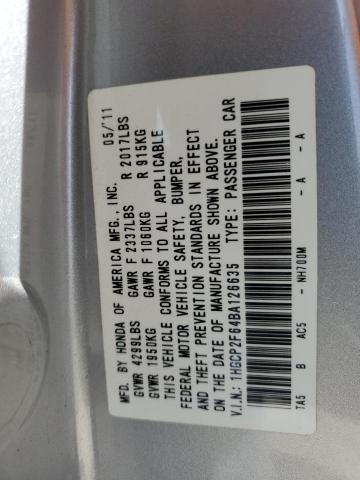 MFD. BY HONDA OF AMERICA MFG., INC. 05/'11
GVWR 4299LBS GAWR F 2337LBS R 2017LBS
GVWR 1950KG GAWR F 1060KG R 915KG
THIS VEHICLE CONFORMS TO ALL APPLICABLE
FEDERAL MOTOR VEHICLE SAFETY, BUMPER,
AND THEFT PREVENTION STANDARDS IN EFFECT
ON THE DATE OF MANUFACTURE SHOWN ABOVE.
V.I.N.: 1HGCP2F64BA126635 TYPE: PASSENGER CAR
TA5 B AC5 - NH700M - A - A